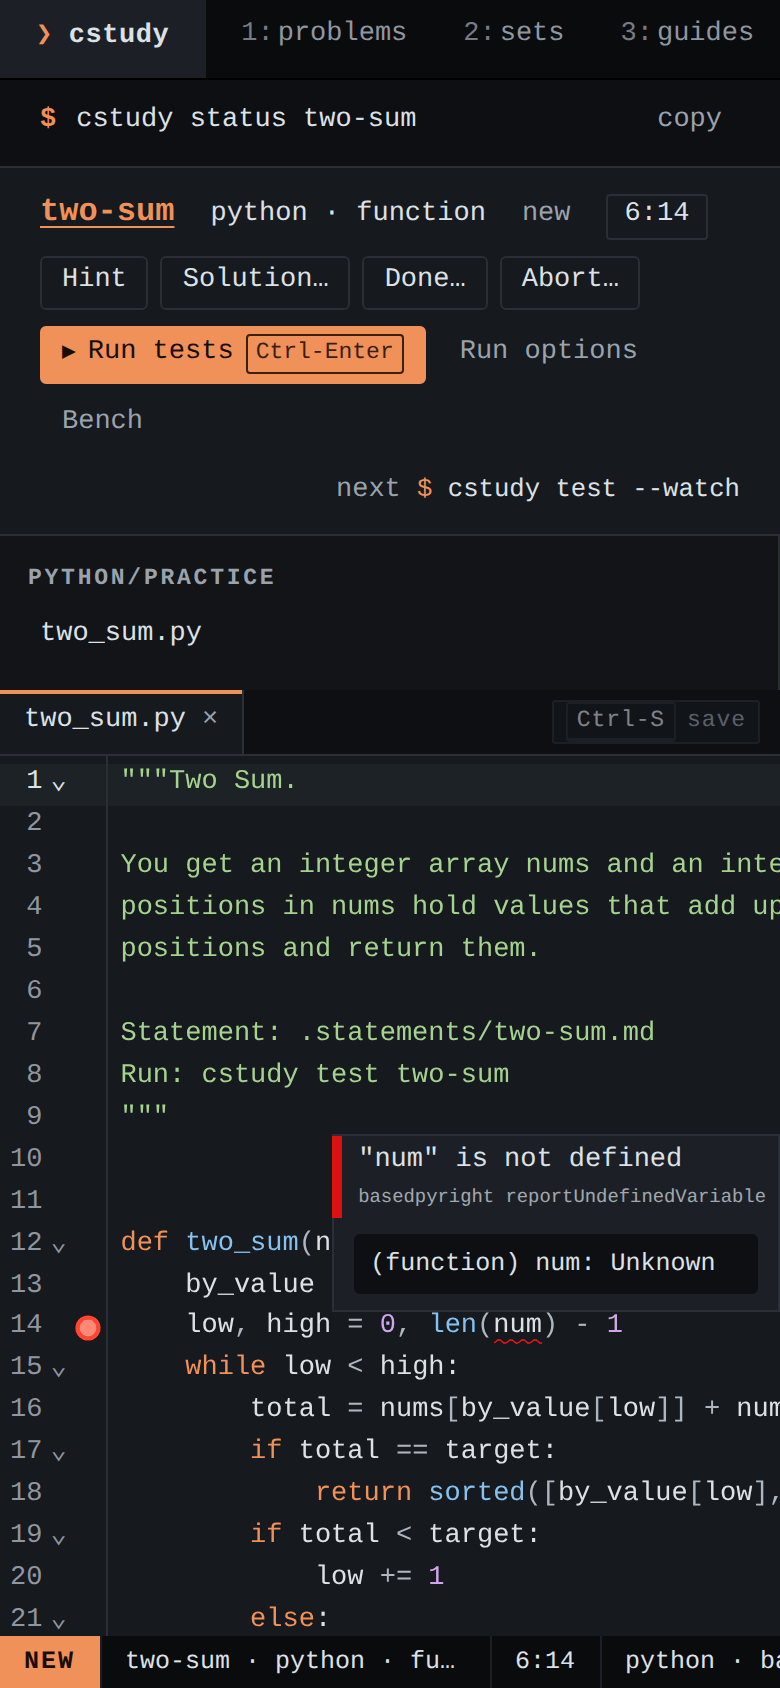 ❯ cstudy 1:problems 2:sets 3:guides
$ cstudy status two-sum copy
two-sum python · function new 6:14
Hint Solution… Done… Abort…
▶ Run tests Ctrl-Enter Run options
Bench
next $ cstudy test --watch
PYTHON/PRACTICE
two_sum.py
two_sum.py × Ctrl-S save
1 """Two Sum.
2
3 You get an integer array nums and an inte
4 positions in nums hold values that add up
5 positions and return them.
6
7 Statement: .statements/two-sum.md
8 Run: cstudy test two-sum
9 """
10
"num" is not defined
basedpyright reportUndefinedVariable
11
12 def two_sum(n
(function) num: Unknown
13 by_value
14 low, high = 0, len(num) - 1
15 while low < high:
16 total = nums[by_value[low]] + num
17 if total == target:
18 return sorted([by_value[low],
19 if total < target:
20 low += 1
21 else:
NEW two-sum · python · fu… 6:14 python · ba